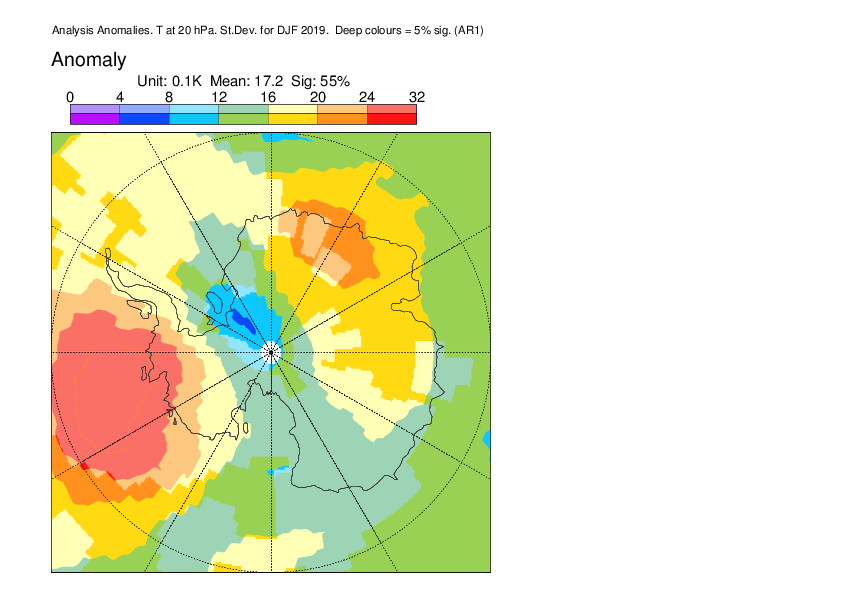 Analysis Anomalies. T at 20 hPa. St.Dev. for DJF 2019.  Deep colours = 5% sig. (AR1)
Anomaly
Unit: 0.1K  Mean: 17.2  Sig: 55%
0 4 8 12 16 20 24 32